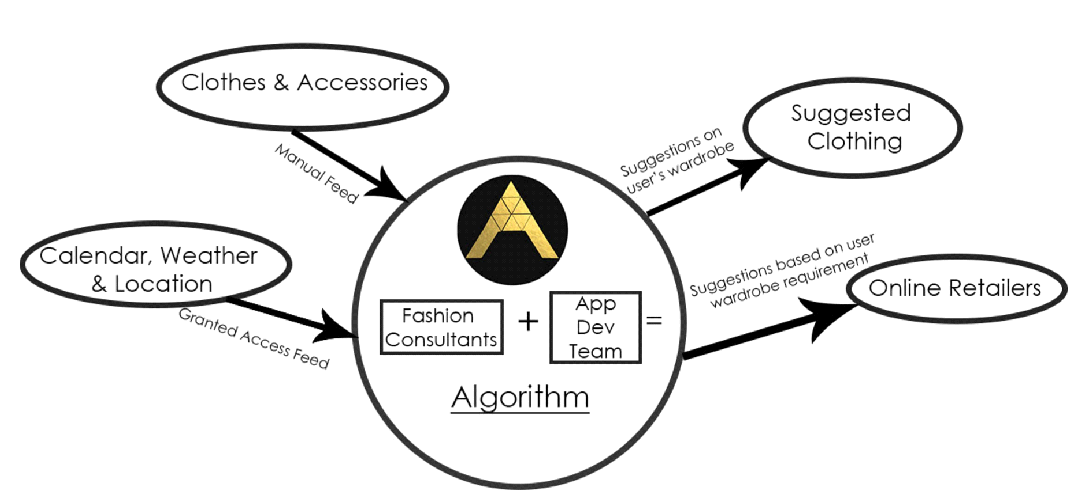 Clothes & Accessories
Manual Feed
Calendar, Weather
& Location
Granted Access Feed
Fashion
Consultants
+
App
Dev
Team
=
Algorithm
Suggestions on
user's wardrobe
Suggested
Clothing
Suggestions based on user
wardrobe requirement
Online Retailers